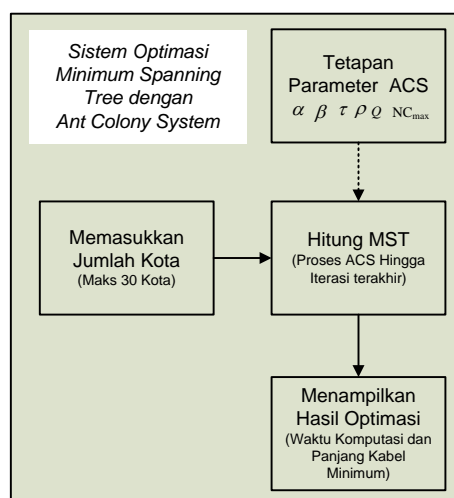 Sistem Optimasi
Minimum Spanning
Tree dengan
Ant Colony System
Tetapan
Parameter ACS
α β τ ρ Q NCmax
Memasukkan
Jumlah Kota
(Maks 30 Kota)
Hitung MST
(Proses ACS Hingga
Iterasi terakhir)
Menampilkan
Hasil Optimasi
(Waktu Komputasi dan
Panjang Kabel
Minimum)